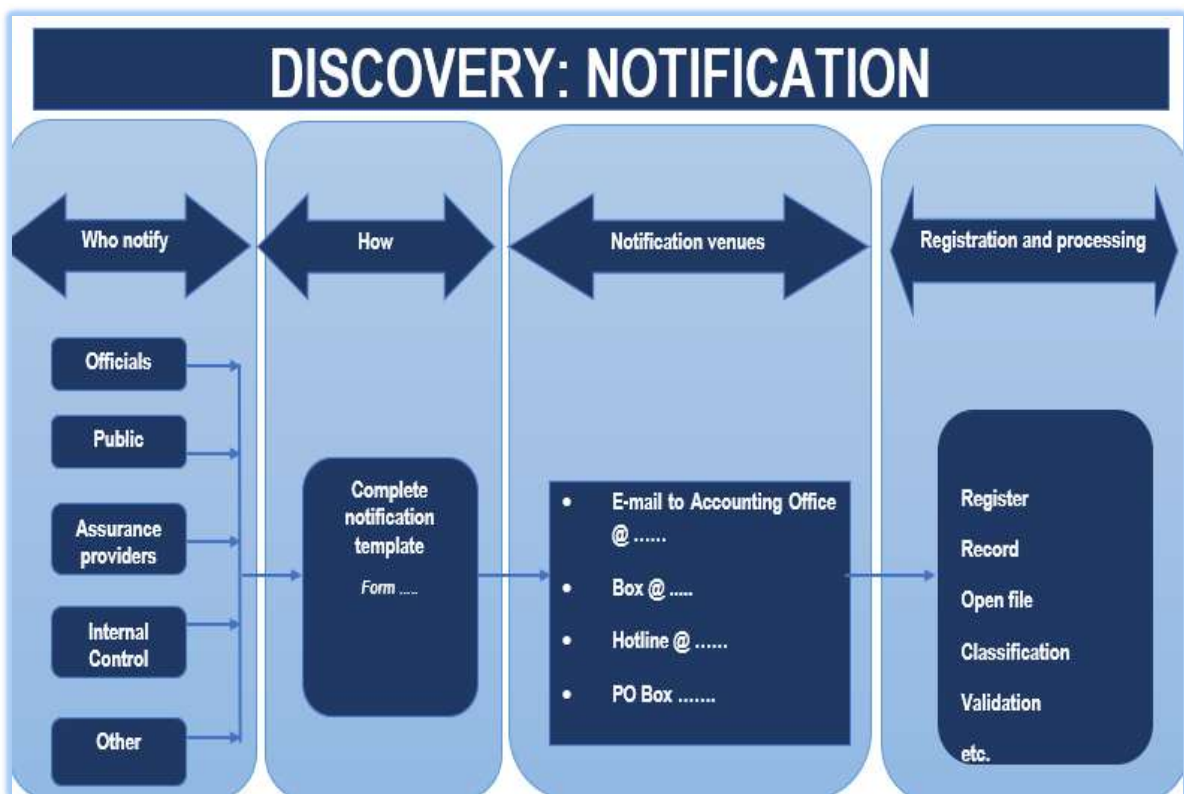 DISCOVERY: NOTIFICATION
Who notify
How
Notification venues
Registration and processing
Officials
Public
Assurance
providers
Internal
Control
Other
Complete
notification
template
Form .....
• E-mail to Accounting Office
@ ......
• Box @ .....
• Hotline @ ......
• PO Box .......
Register
Record
Open file
Classification
Validation
etc.